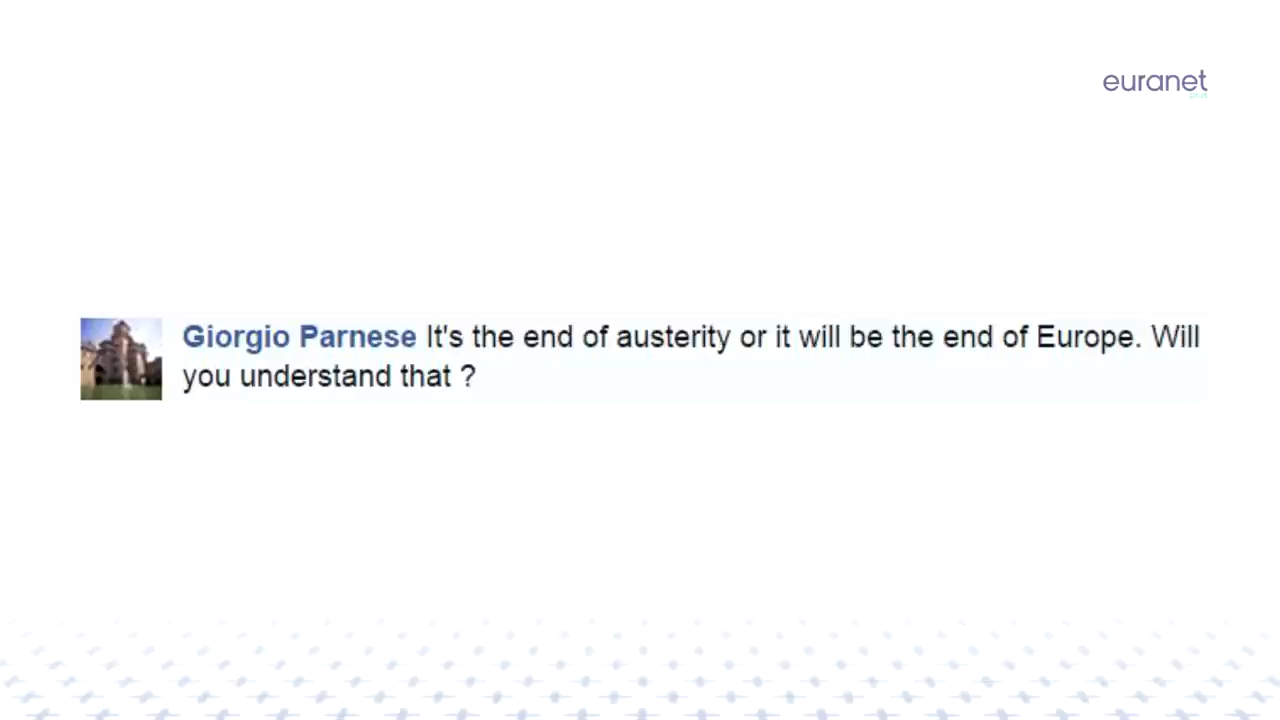 euranet
plus
Giorgio Parnese It's the end of austerity or it will be the end of Europe. Will
you understand that ?